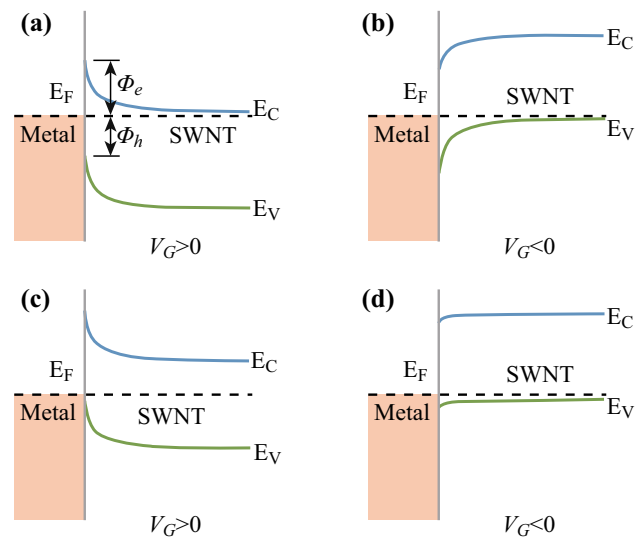 (a)
Φe
EF
EC
Metal
Φh
SWNT
EV
VG>0
(b)
EF
EC
SWNT
Metal
EV
VG<0
(c)
EF
EC
Metal
SWNT
EV
VG>0
(d)
EC
EF
SWNT
Metal
EV
VG<0